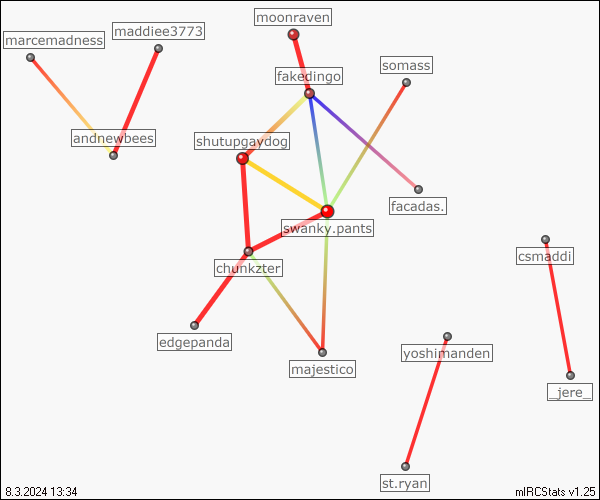 moonraven
maddiee3773
marcemadness
somass
fakedingo
andnewbees
shutupgaydog
facadas.
swanky.pants
csmaddi
chunkzter
edgepanda
yoshimanden
majestico
_jere_
st.ryan
8.3.2024 13:34
mIRCStats v1.25